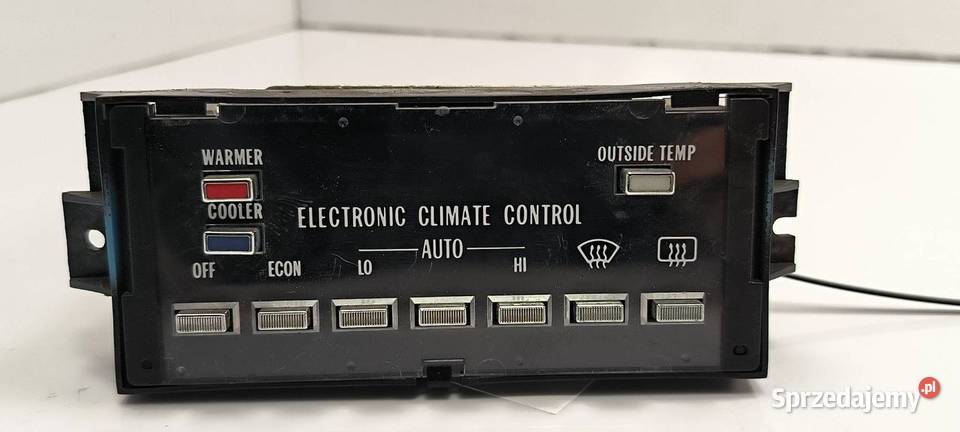 WARMER
OUTSIDE TEMP
COOLER
ELECTRONIC CLIMATE CONTROL
AUTO
OFF ECON LO HI
Sprzedajemy.pl